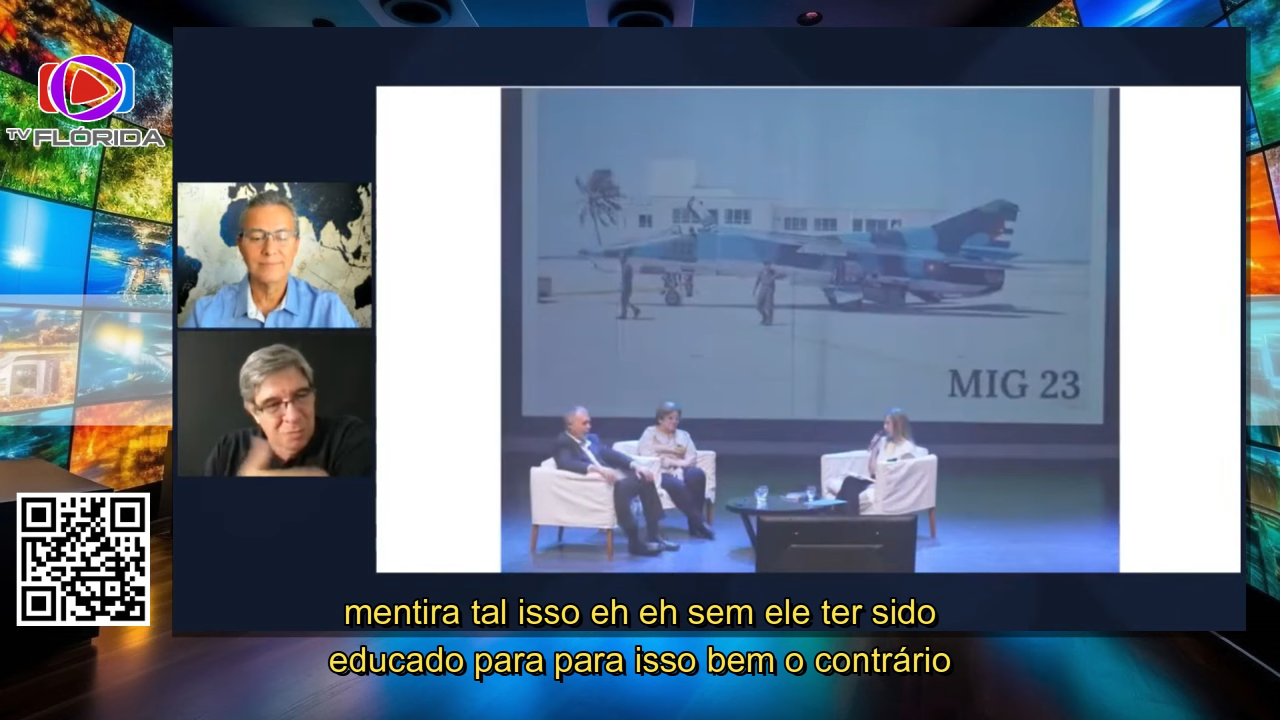 TV FLÓRIDA
MIG 23
mentira tal isso eh eh sem ele ter sido
educado para para isso bem o contrário